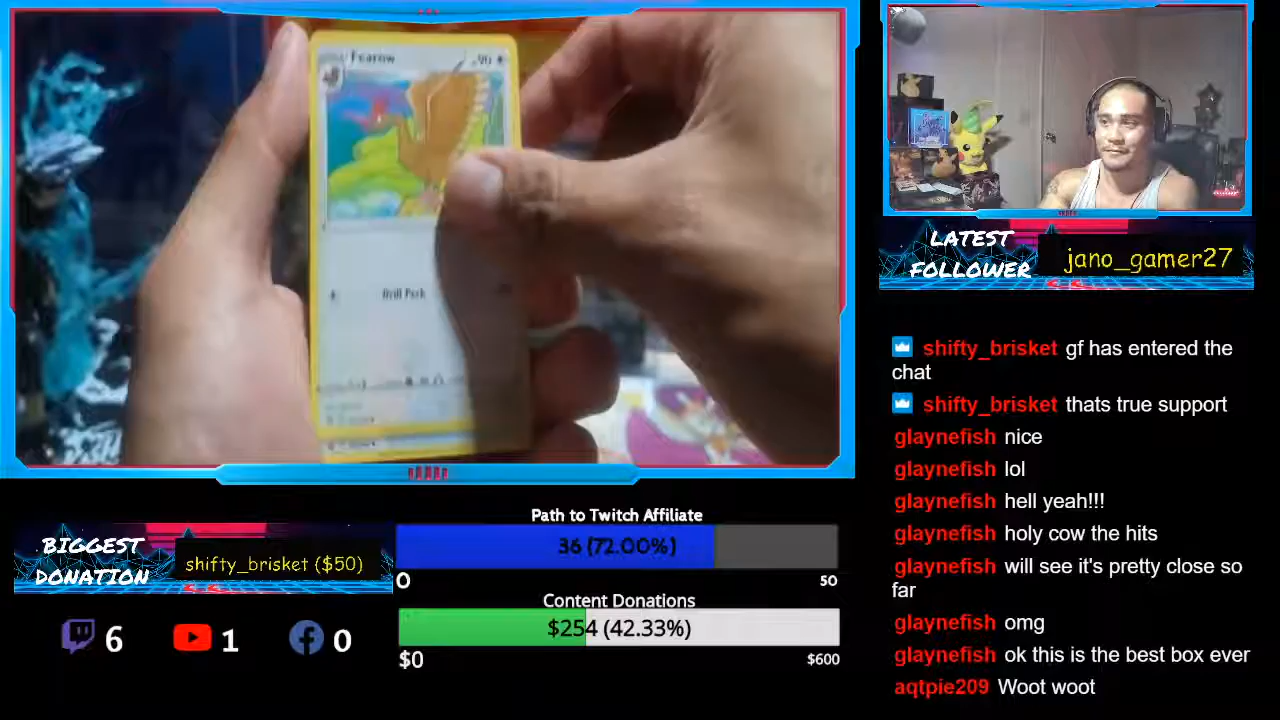 Fearow
90
Drill Peck
LATEST
FOLLOWER
jano_gamer27
shifty_brisket gf has entered the
chat
shifty_brisket thats true support
glaynefish nice
glaynefish lol
glaynefish hell yeah!!!
glaynefish holy cow the hits
glaynefish will see it's pretty close so
far
glaynefish omg
glaynefish ok this is the best box ever
aqtpie209 Woot woot
BIGGEST
DONATION
shifty_brisket ($50)
Path to Twitch Affiliate
36 (72.00%)
0
50
Content Donations
$254 (42.33%)
$0
$600
6
1
0